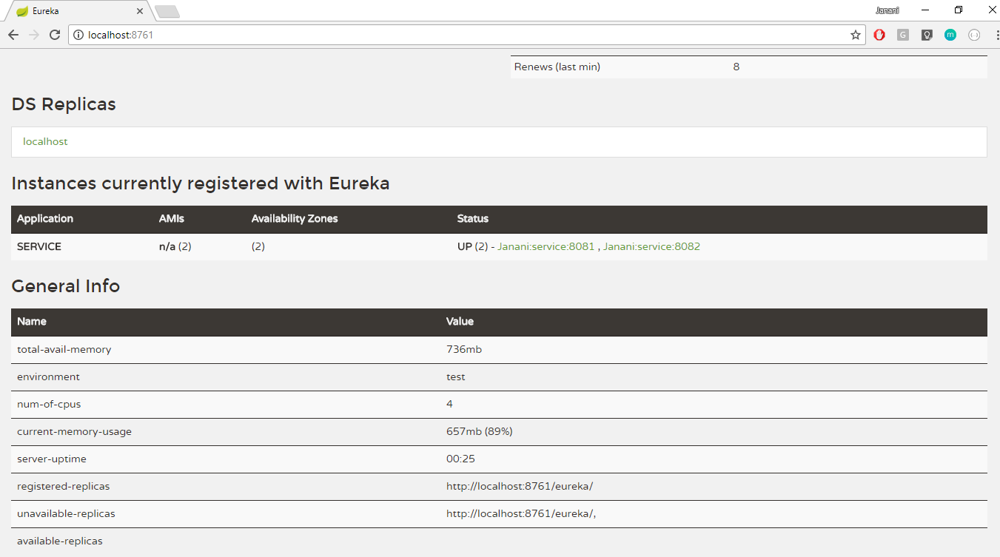 Eureka
Janani
localhost:8761
G
m
Renews (last min) 8
DS Replicas
localhost
Instances currently registered with Eureka
Application AMIs Availability Zones Status
SERVICE n/a (2) (2) UP (2) - Janani:service:8081 , Janani:service:8082
General Info
Name Value
total-avail-memory 736mb
environment test
num-of-cpus 4
current-memory-usage 657mb (89%)
server-uptime 00:25
registered-replicas http://localhost:8761/eureka/
unavailable-replicas http://localhost:8761/eureka/,
available-replicas